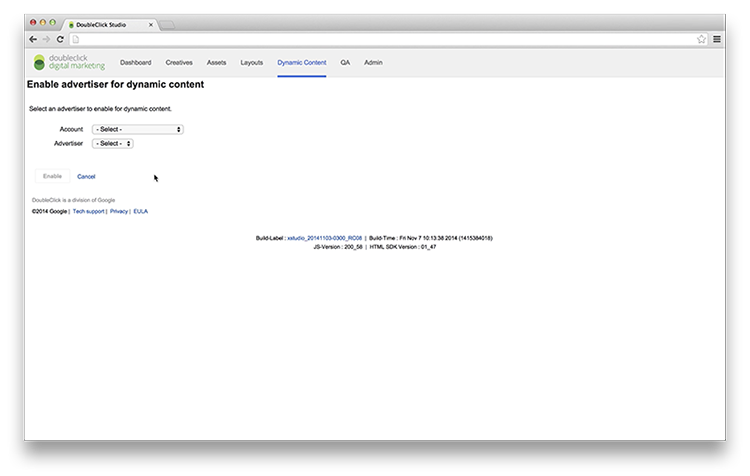 DoubleClick Studio
doubleclick
digital marketing
Dashboard Creatives Assets Layouts Dynamic Content QA Admin
Enable advertiser for dynamic content
Select an advertiser to enable for dynamic content.
Account - Select -
Advertiser - Select -
Enable Cancel
DoubleClick is a division of Google
©2014 Google | Tech support | Privacy | EULA
Build-Label : xstudio_20141103-0300_RC08 | Build-Time : Fri Nov 7 10:13:38 2014 (1415384018)
JS-Version : 200_58 | HTML SDK Version : 01_47